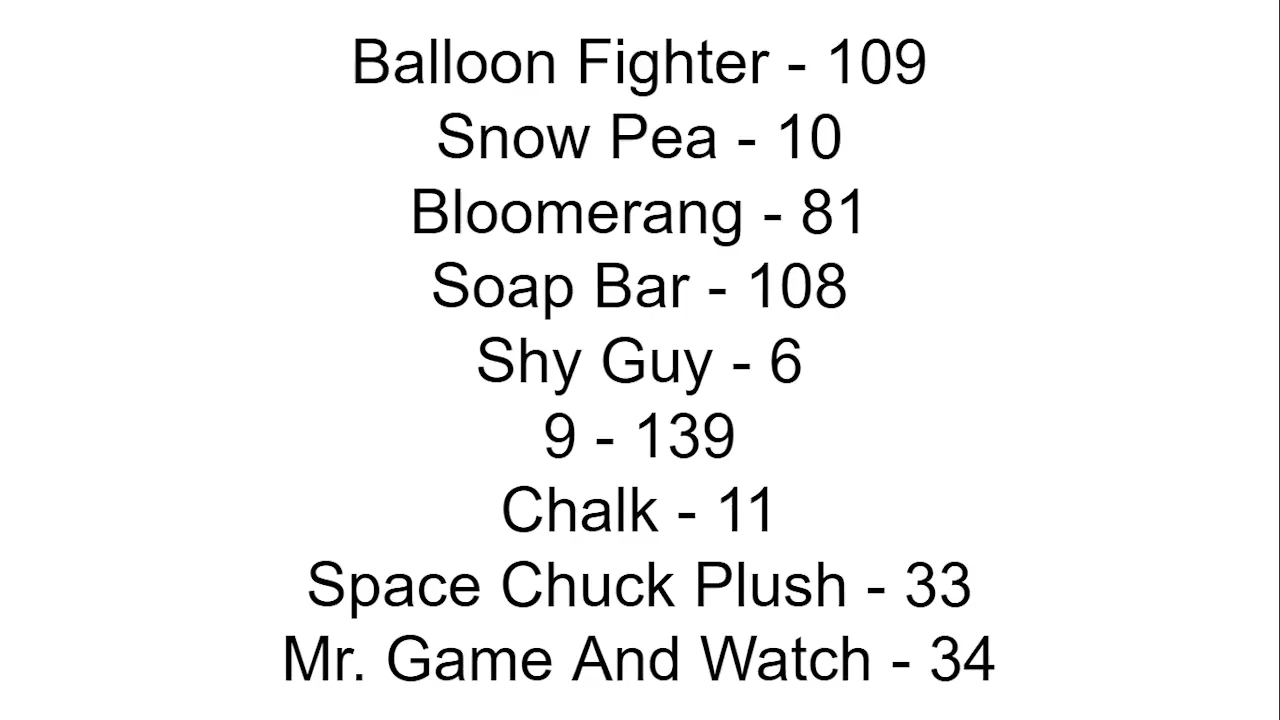 Balloon Fighter - 109
Snow Pea - 10
Bloomerang - 81
Soap Bar - 108
Shy Guy - 6
9 - 139
Chalk - 11
Space Chuck Plush - 33
Mr. Game And Watch - 34